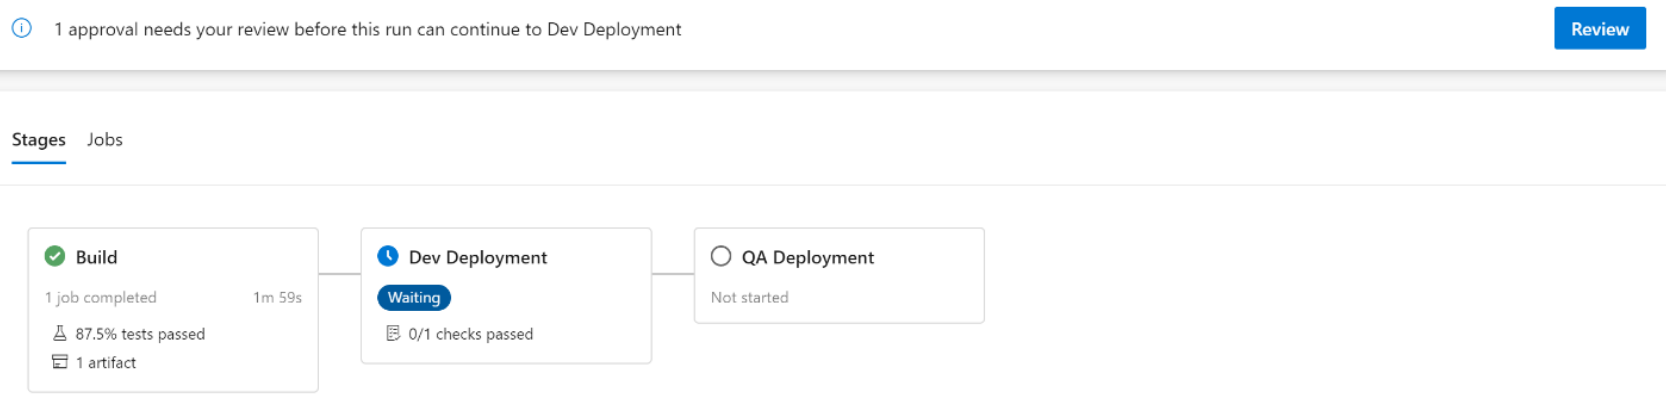 1 approval needs your review before this run can continue to Dev Deployment
Review
Stages
Jobs
Build
1 job completed
1m 59s
87.5% tests passed
1 artifact
Dev Deployment
Waiting
0/1 checks passed
QA Deployment
Not started